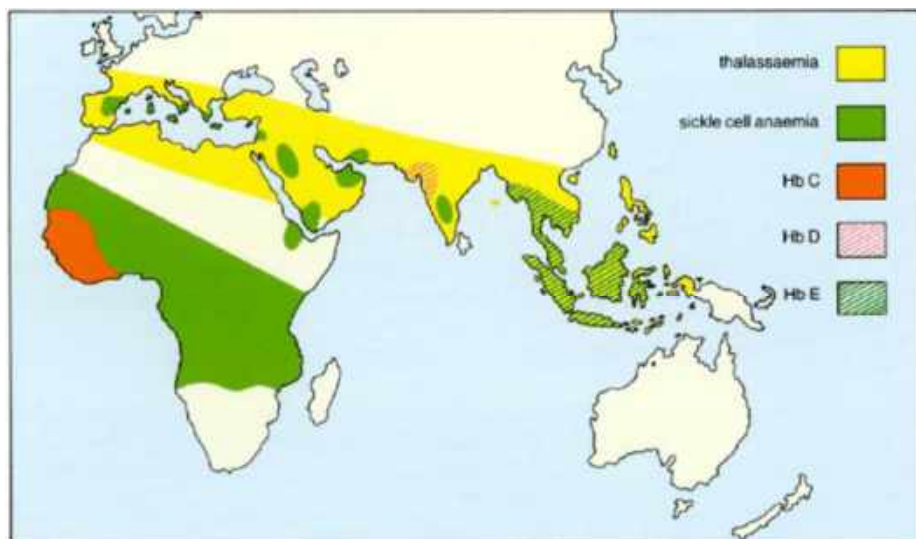 thalassaemia
sickle cell anaemia
Hb C
Hb D
Hb E